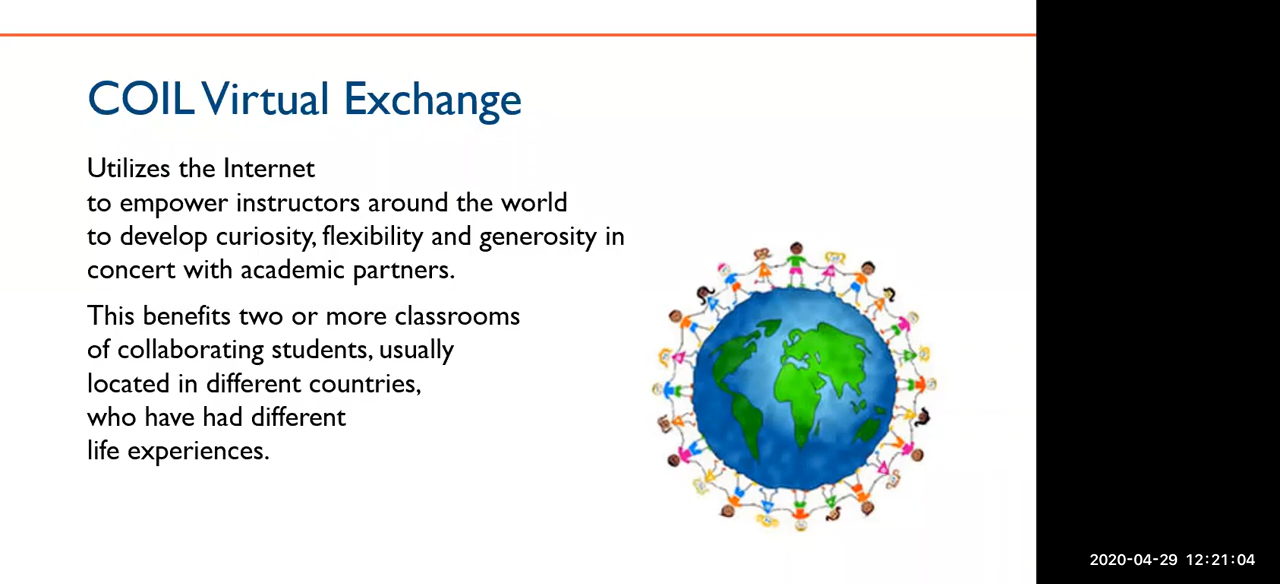 COIL Virtual Exchange
Utilizes the Internet
to empower instructors around the world
to develop curiosity, flexibility and generosity in
concert with academic partners.
This benefits two or more classrooms
of collaborating students, usually
located in different countries,
who have had different
life experiences.
2020-04-29 12:21:04